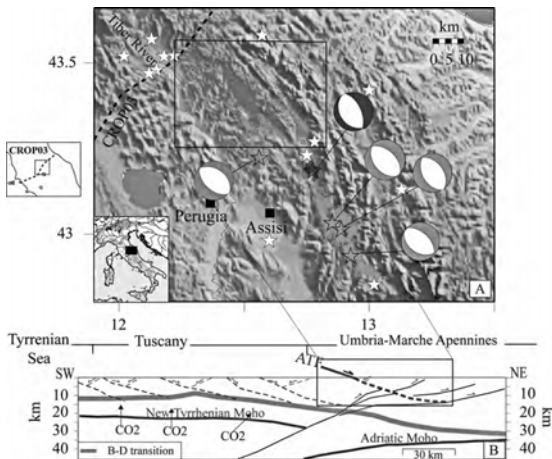 km
0 5 10
Tiber River
43.5
CROP03
CROP03
Perugia
Assisi
43
A
12
13
Tyrrenian
Sea
Tuscany
Umbria-Marche Apennines
SW
ATF
NE
10
20
30
40
km
New Tyrrhenian Moho
CO2
CO2
CO2
Adriatic Moho
B-D transition
30 km
B
10
20
30
40
km